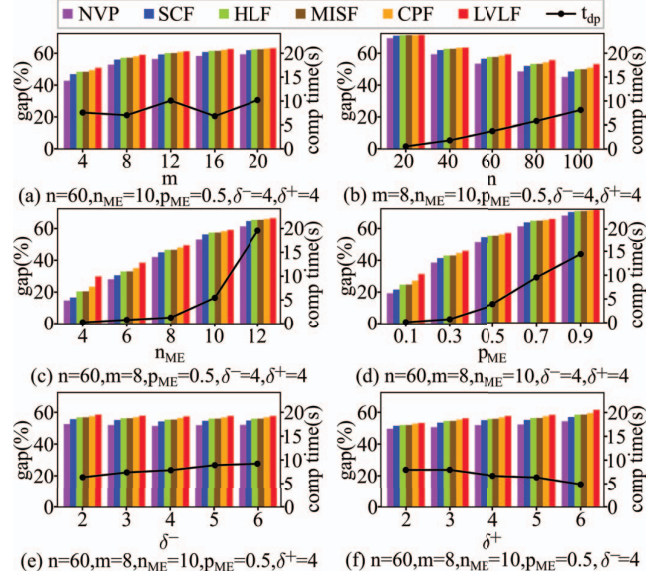 NVP SCF HLF MISF CPF LVLF t_dp
gap(%) 60 40 20 0 20 15 10 5 0 comp time(s) gap(%) 60 40 20 0 20 15 10 5 0 comp time(s)
4 8 12 16 20 20 40 60 80 100
m n
(a) n=60,n_ME=10,p_ME=0.5,δ⁻=4,δ⁺=4 (b) m=8,n_ME=10,p_ME=0.5,δ⁻=4,δ⁺=4
gap(%) 60 40 20 0 20 15 10 5 0 comp time(s) gap(%) 60 40 20 0 20 15 10 5 0 comp time(s)
4 6 8 10 12 0.1 0.3 0.5 0.7 0.9
n_ME p_ME
(c) n=60,m=8,p_ME=0.5,δ⁻=4,δ⁺=4 (d) n=60,m=8,n_ME=10,δ⁻=4,δ⁺=4
gap(%) 60 40 20 0 20 15 10 5 0 comp time(s) gap(%) 60 40 20 0 20 15 10 5 0 comp time(s)
2 3 4 5 6 2 3 4 5 6
δ⁻ δ⁺
(e) n=60,m=8,n_ME=10,p_ME=0.5,δ⁺=4 (f) n=60,m=8,n_ME=10,p_ME=0.5, δ⁻=4